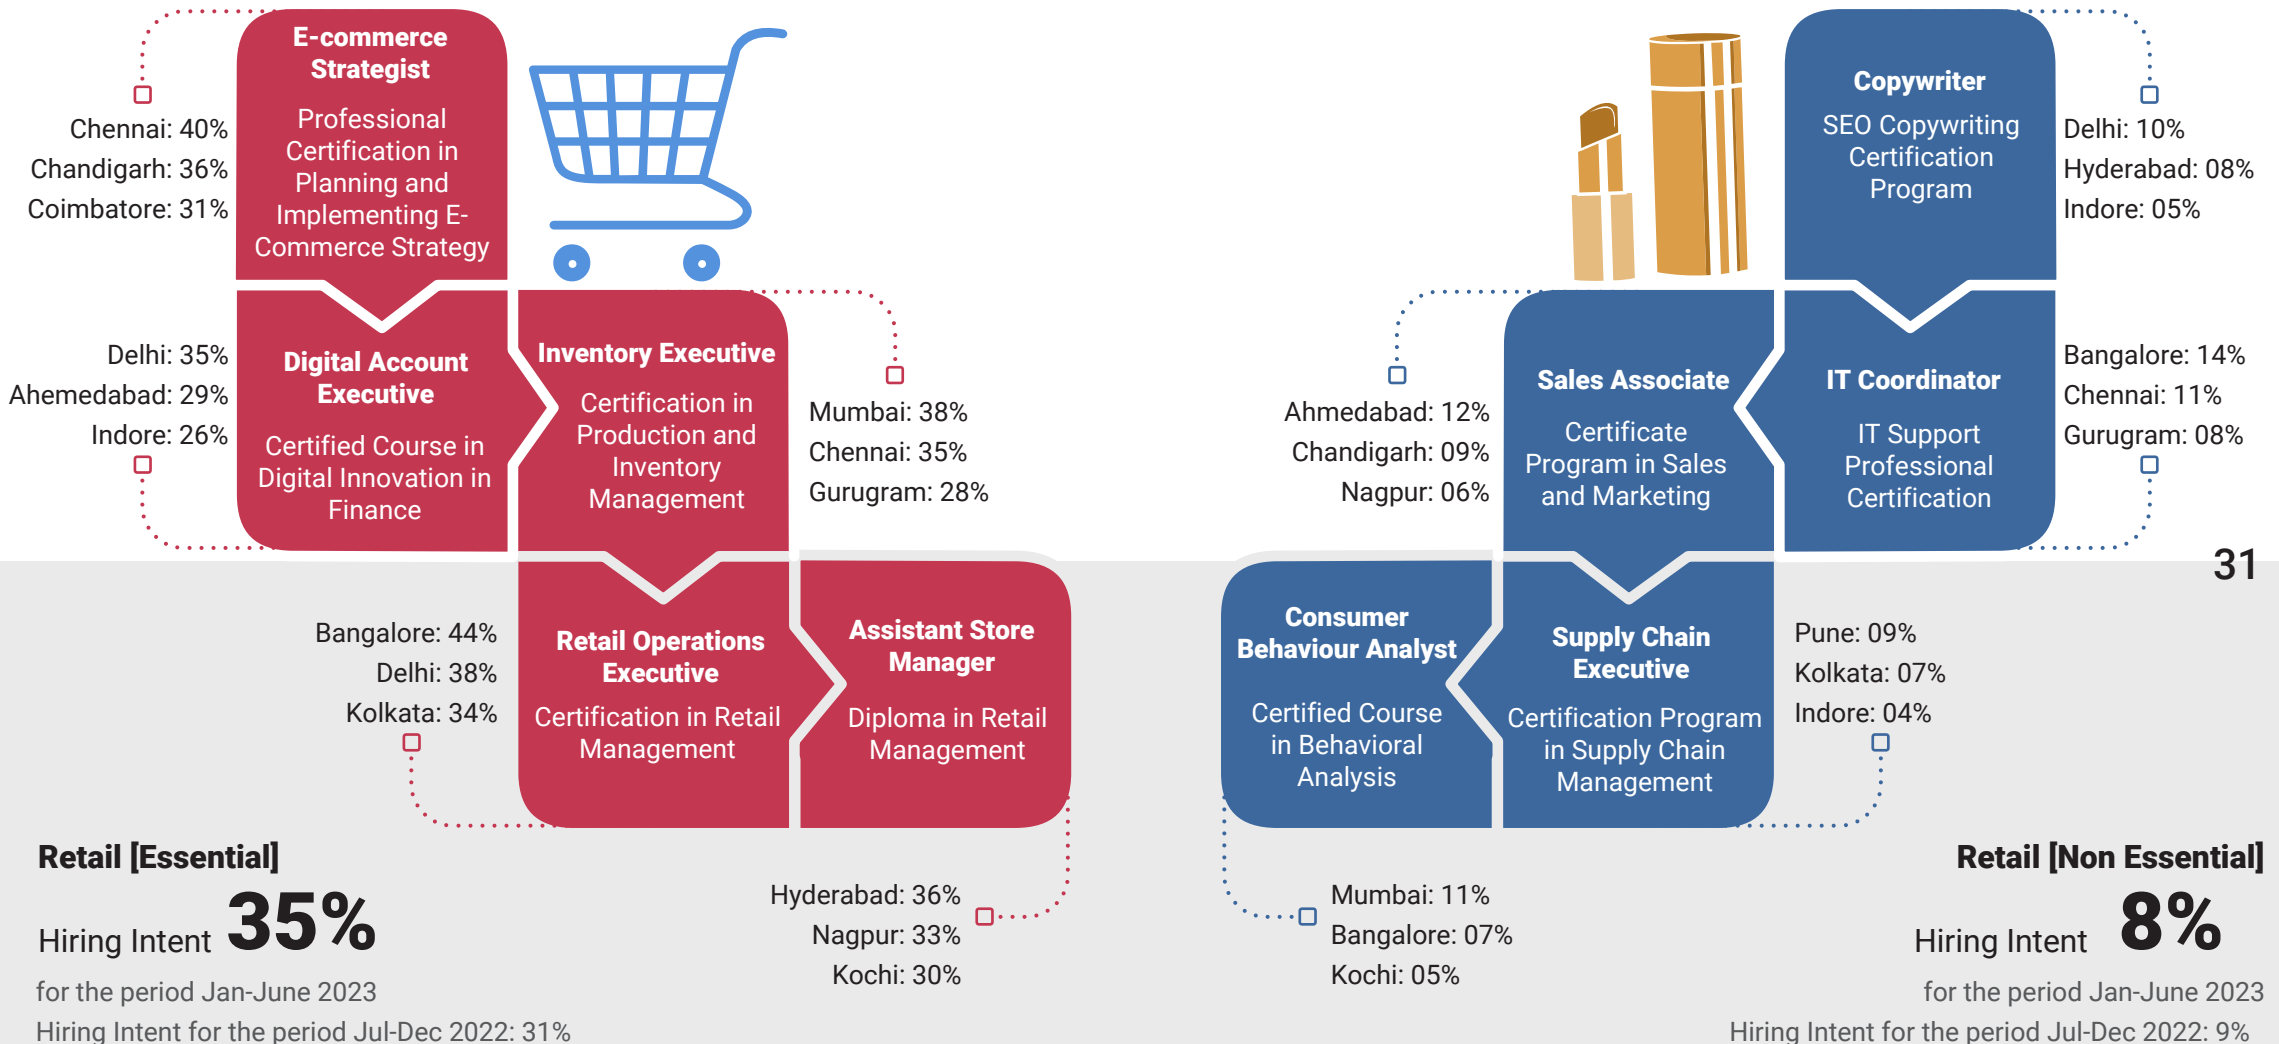 E-commerce
Strategist
Professional
Certification in
Planning and
Implementing E-
Commerce Strategy
Chennai: 40%
Chandigarh: 36%
Coimbatore: 31%
Digital Account
Executive
Certified Course in
Digital Innovation in
Finance
Delhi: 35%
Ahemedabad: 29%
Indore: 26%
Inventory Executive
Certification in
Production and
Inventory
Management
Mumbai: 38%
Chennai: 35%
Gurugram: 28%
Retail Operations
Executive
Certification in Retail
Management
Bangalore: 44%
Delhi: 38%
Kolkata: 34%
Assistant Store
Manager
Diploma in Retail
Management
Hyderabad: 36%
Nagpur: 33%
Kochi: 30%
Retail [Essential]
Hiring Intent 35%
for the period Jan-June 2023
Hiring Intent for the period Jul-Dec 2022: 31%
Copywriter
SEO Copywriting
Certification
Program
Delhi: 10%
Hyderabad: 08%
Indore: 05%
IT Coordinator
IT Support
Professional
Certification
Bangalore: 14%
Chennai: 11%
Gurugram: 08%
Sales Associate
Certificate
Program in Sales
and Marketing
Ahmedabad: 12%
Chandigarh: 09%
Nagpur: 06%
31
Supply Chain
Executive
Certification Program
in Supply Chain
Management
Pune: 09%
Kolkata: 07%
Indore: 04%
Consumer
Behaviour Analyst
Certified Course
in Behavioral
Analysis
Mumbai: 11%
Bangalore: 07%
Kochi: 05%
Retail [Non Essential]
Hiring Intent 8%
for the period Jan-June 2023
Hiring Intent for the period Jul-Dec 2022: 9%